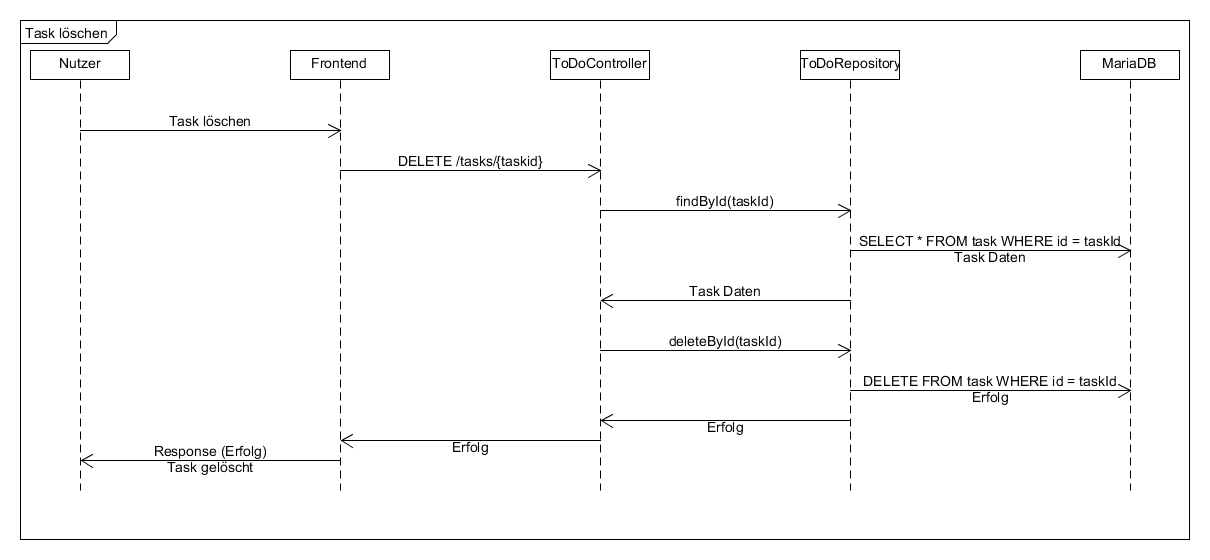 Task löschen
Nutzer
Frontend
ToDoController
ToDoRepository
MariaDB
Task löschen
DELETE /tasks/{taskid}
findById(taskId)
SELECT * FROM task WHERE id = taskId
Task Daten
Task Daten
deleteById(taskId)
DELETE FROM task WHERE id = taskId
Erfolg
Erfolg
Erfolg
Response (Erfolg)
Task gelöscht